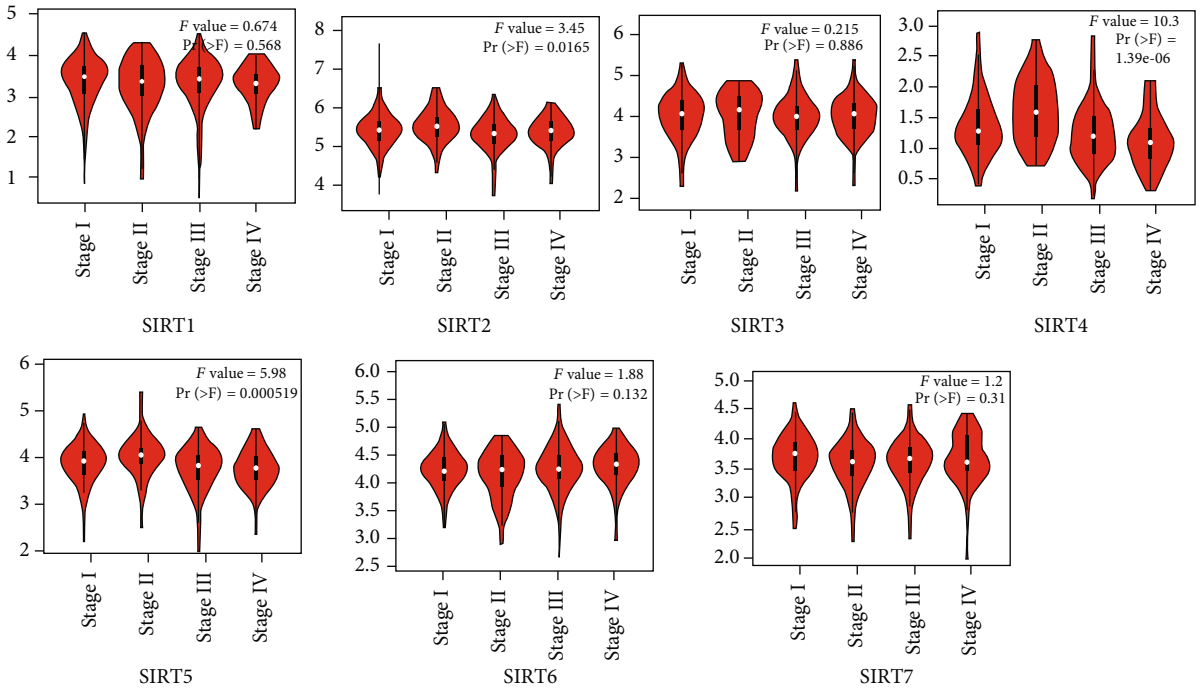 5
4
3
2
1
F value = 0.674
Pr (>F) = 0.568
Stage I
Stage II
Stage III
Stage IV
SIRT1
8
7
6
5
4
F value = 3.45
Pr (>F) = 0.0165
Stage I
Stage II
Stage III
Stage IV
SIRT2
6
5
4
3
2
F value = 0.215
Pr (>F) = 0.886
Stage I
Stage II
Stage III
Stage IV
SIRT3
3.0
2.5
2.0
1.5
1.0
0.5
F value = 10.3
Pr (>F) =
1.39e-06
Stage I
Stage II
Stage III
Stage IV
SIRT4
6
5
4
3
2
F value = 5.98
Pr (>F) = 0.000519
Stage I
Stage II
Stage III
Stage IV
SIRT5
6.0
5.5
5.0
4.5
4.0
3.5
3.0
2.5
F value = 1.88
Pr (>F) = 0.132
Stage I
Stage II
Stage III
Stage IV
SIRT6
5.0
4.5
4.0
3.5
3.0
2.5
2.0
F value = 1.2
Pr (>F) = 0.31
Stage I
Stage II
Stage III
Stage IV
SIRT7